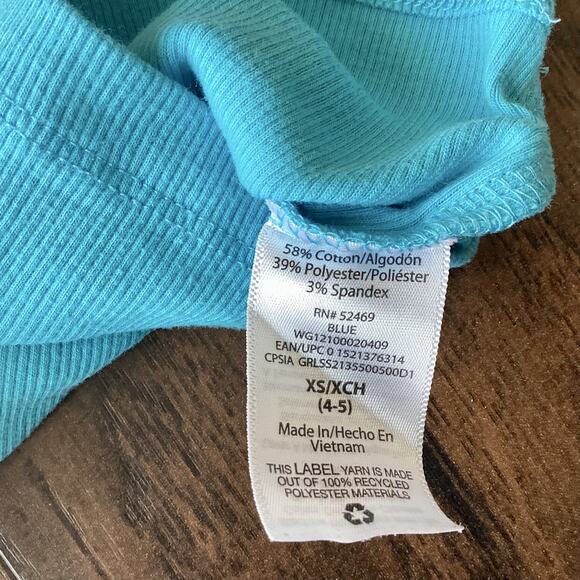 58% Cotton/Algodón
39% Polyester/Poliéster
3% Spandex
RN# 52469
BLUE
WG12100020409
EAN/UPC 0 1521376314
CPSIA GRLSS2135500500D1
XS/XCH
(4-5)
Made In/Hecho En
Vietnam
THIS LABEL YARN IS MADE
OUT OF 100% RECYCLED
POLYESTER MATERIALS